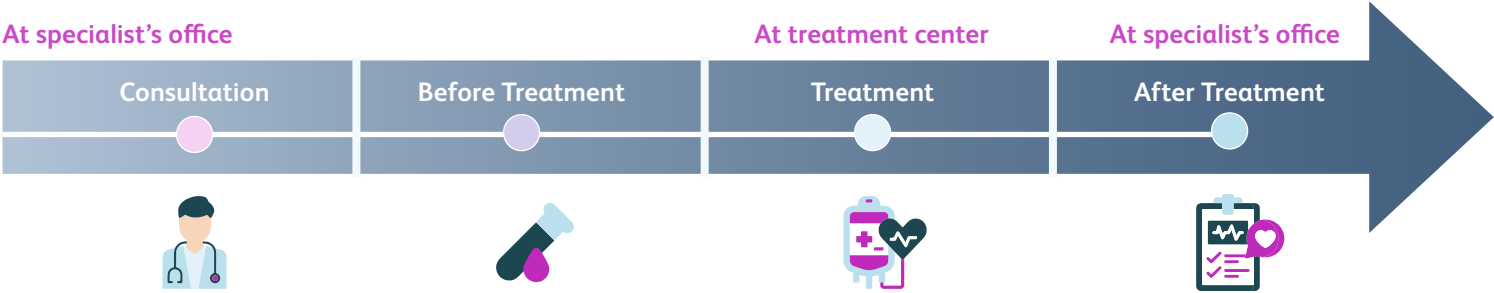 At specialist’s office
At treatment center
At specialist’s office
Consultation
Before Treatment
Treatment
After Treatment